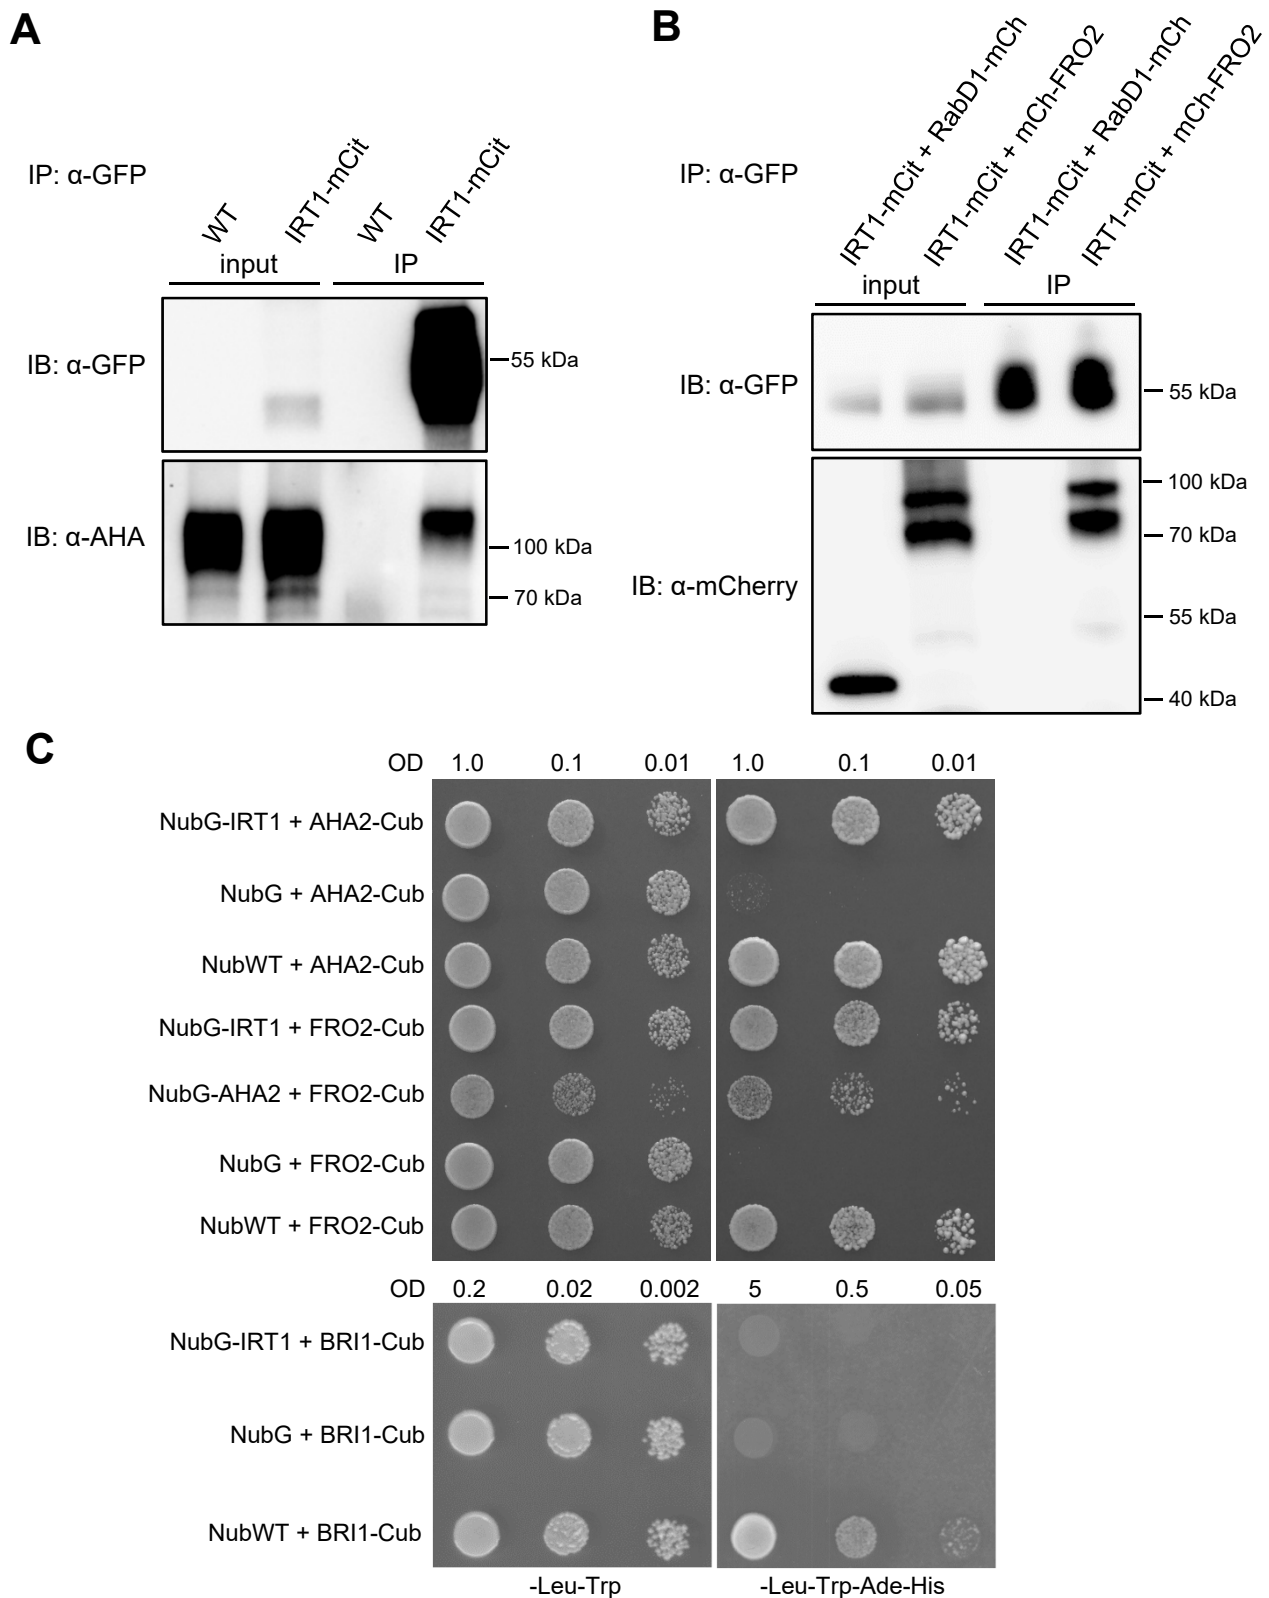 A
IP: α-GFP
WT
IRT1-mCit
WT
IRT1-mCit
input
IP
IB: α-GFP
55 kDa
IB: α-AHA
100 kDa
70 kDa
B
IP: α-GFP
IRT1-mCit + RabD1-mCh
IRT1-mCit + mCh-FRO2
IRT1-mCit + RabD1-mCh
IRT1-mCit + mCh-FRO2
input
IP
IB: α-GFP
55 kDa
IB: α-mCherry
100 kDa
70 kDa
55 kDa
40 kDa
C
OD 1.0 0.1 0.01 1.0 0.1 0.01
NubG-IRT1 + AHA2-Cub
NubG + AHA2-Cub
NubWT + AHA2-Cub
NubG-IRT1 + FRO2-Cub
NubG-AHA2 + FRO2-Cub
NubG + FRO2-Cub
NubWT + FRO2-Cub
OD 0.2 0.02 0.002 5 0.5 0.05
NubG-IRT1 + BRI1-Cub
NubG + BRI1-Cub
NubWT + BRI1-Cub
-Leu-Trp
-Leu-Trp-Ade-His